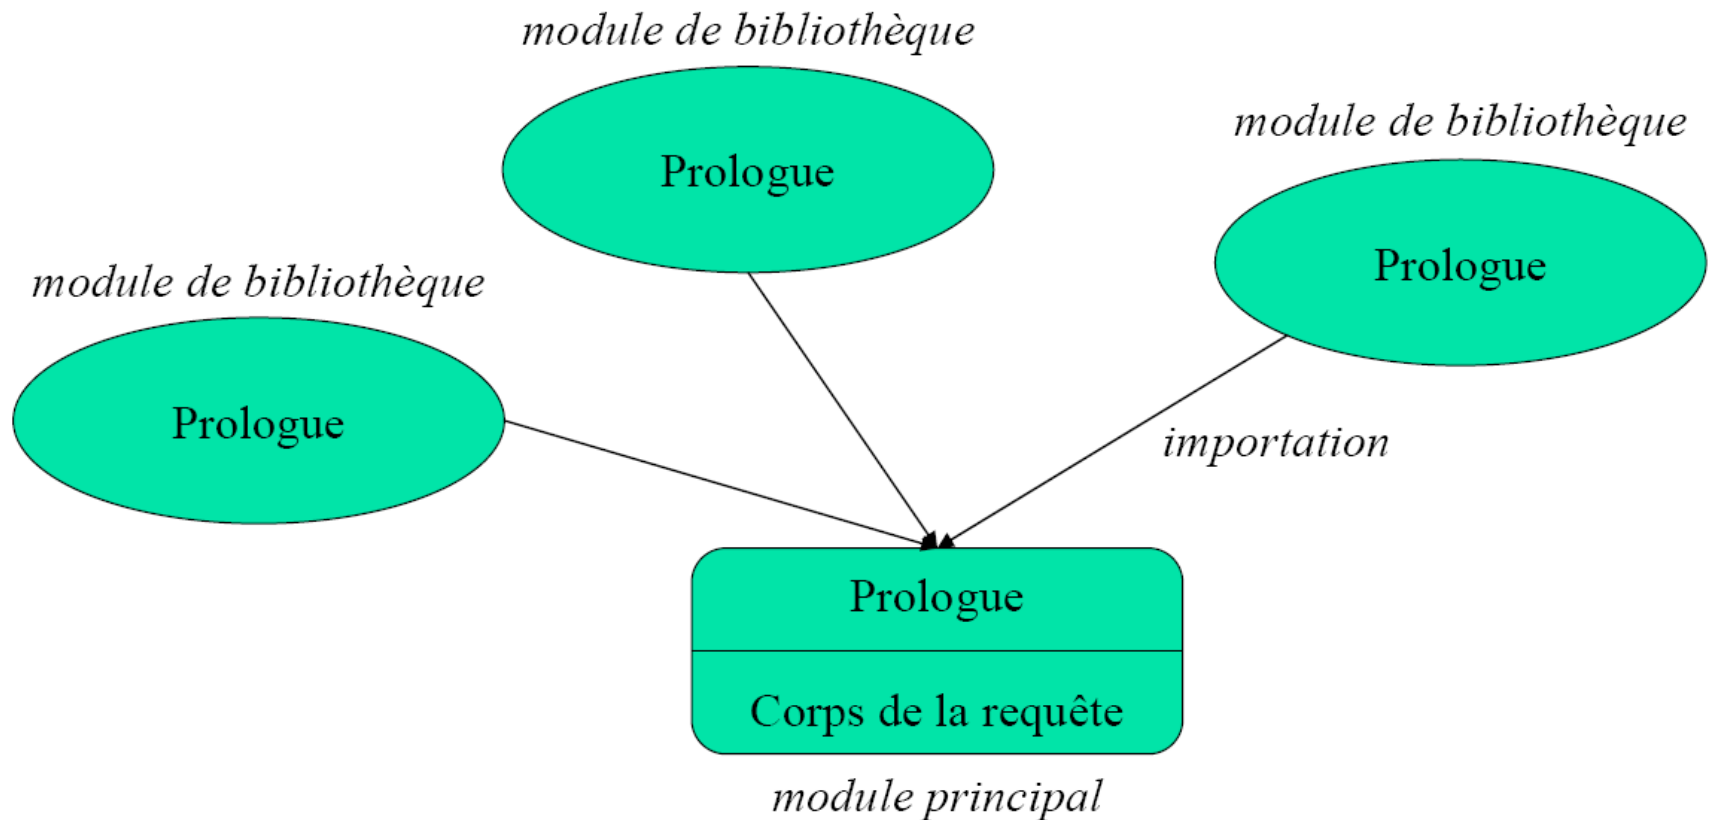 module de bibliothèque
Prologue
module de bibliothèque
Prologue
module de bibliothèque
Prologue
importation
Prologue
Corps de la requête
module principal